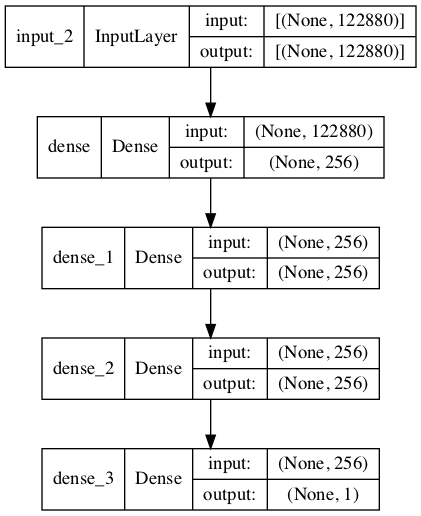 input_2 InputLayer input: [(None, 122880)]
output: [(None, 122880)]
dense Dense input: (None, 122880)
output: (None, 256)
dense_1 Dense input: (None, 256)
output: (None, 256)
dense_2 Dense input: (None, 256)
output: (None, 256)
dense_3 Dense input: (None, 256)
output: (None, 1)